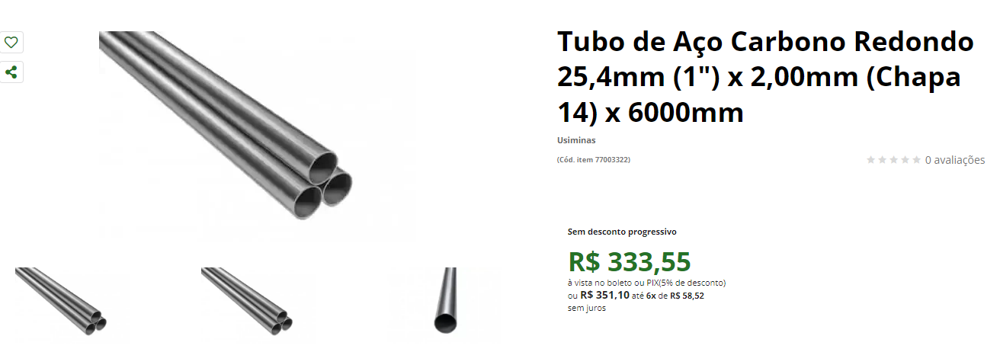 Tubo de Aço Carbono Redondo
25,4mm (1") x 2,00mm (Chapa
14) x 6000mm
Usiminas
(Cód. item 77003322)
0 avaliações
Sem desconto progressivo
R$ 333,55
à vista no boleto ou PIX(5% de desconto)
ou R$ 351,10 até 6x de R$ 58,52
sem juros